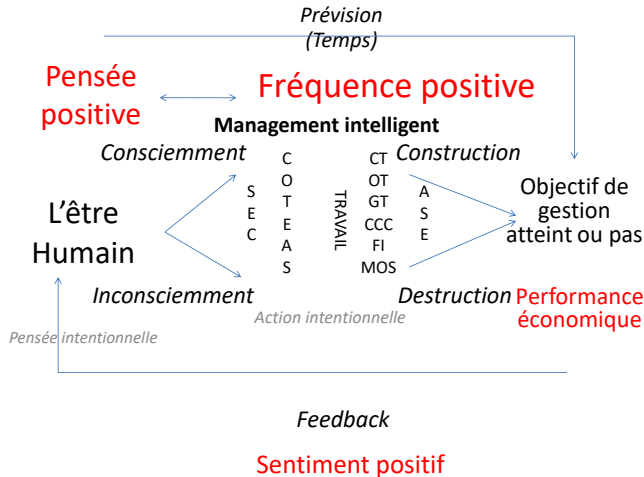 Prévision
(Temps)
Pensée
positive
Fréquence positive
Management intelligent
Consciemment
Construction
L'être
Humain
S
E
C
C
O
T
E
A
S
TRAVAIL
CT
OT
GT
CCC
FI
MOS
A
S
E
Objectif de
gestion
atteint ou pas
Inconsciemment
Destruction
Performance
économique
Action intentionnelle
Pensée intentionnelle
Feedback
Sentiment positif